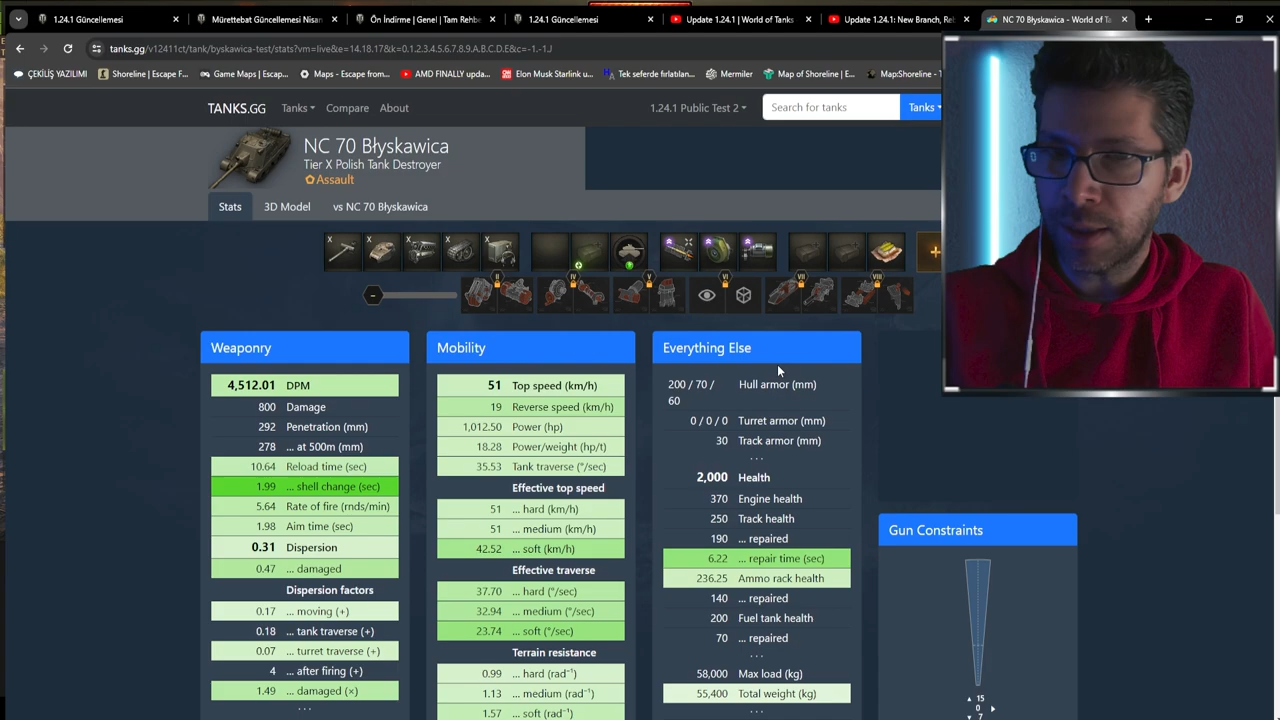 1.24.1 Güncellemesi
Mürettebat Güncellemesi Nisan
Ön İndirme | Genel | Tam Rehbe
1.24.1 Güncellemesi
Update 1.24.1 | World of Tanks
Update 1.24.1: New Branch, Re
NC 70 Błyskawica - World of Ta
tanks.gg/v12411ct/tank/byskawica-test/stats?vm=live&e=14.18.17&k=0.1.2.3.4.5.6.7.8.9.A.B.C.D.E&c=-1.-1.J
ÇEKİLİŞ YAZILIMI
Shoreline | Escape F...
Game Maps | Escap...
Maps - Escape from...
AMD FINALLY upda...
Elon Musk Starlink u...
Tek seferde fırlatılan...
Mermiler
Map of Shoreline | E...
Map:Shoreline - T
TANKS.GG
Tanks
Compare
About
1.24.1 Public Test 2
Search for tanks
Tanks
NC 70 Błyskawica
Tier X Polish Tank Destroyer
Assault
Stats
3D Model
vs NC 70 Błyskawica
X X X X X
II IV V VI VII VIII
Weaponry
4,512.01 DPM
800 Damage
292 Penetration (mm)
278 ... at 500m (mm)
10.64 Reload time (sec)
1.99 ... shell change (sec)
5.64 Rate of fire (rnds/min)
1.98 Aim time (sec)
0.31 Dispersion
0.47 ... damaged
Dispersion factors
0.17 ... moving (+)
0.18 ... tank traverse (+)
0.07 ... turret traverse (+)
4 ... after firing (+)
1.49 ... damaged (×)
...
Mobility
51 Top speed (km/h)
19 Reverse speed (km/h)
1,012.50 Power (hp)
18.28 Power/weight (hp/t)
35.53 Tank traverse (°/sec)
Effective top speed
51 ... hard (km/h)
51 ... medium (km/h)
42.52 ... soft (km/h)
Effective traverse
37.70 ... hard (°/sec)
32.94 ... medium (°/sec)
23.74 ... soft (°/sec)
Terrain resistance
0.99 ... hard (rad⁻¹)
1.13 ... medium (rad⁻¹)
1.57 ... soft (rad⁻¹)
Everything Else
200 / 70 / Hull armor (mm)
60
0 / 0 / 0 Turret armor (mm)
30 Track armor (mm)
...
2,000 Health
370 Engine health
250 Track health
190 ... repaired
6.22 ... repair time (sec)
236.25 Ammo rack health
140 ... repaired
200 Fuel tank health
70 ... repaired
...
58,000 Max load (kg)
55,400 Total weight (kg)
...
Gun Constraints
15
0
7